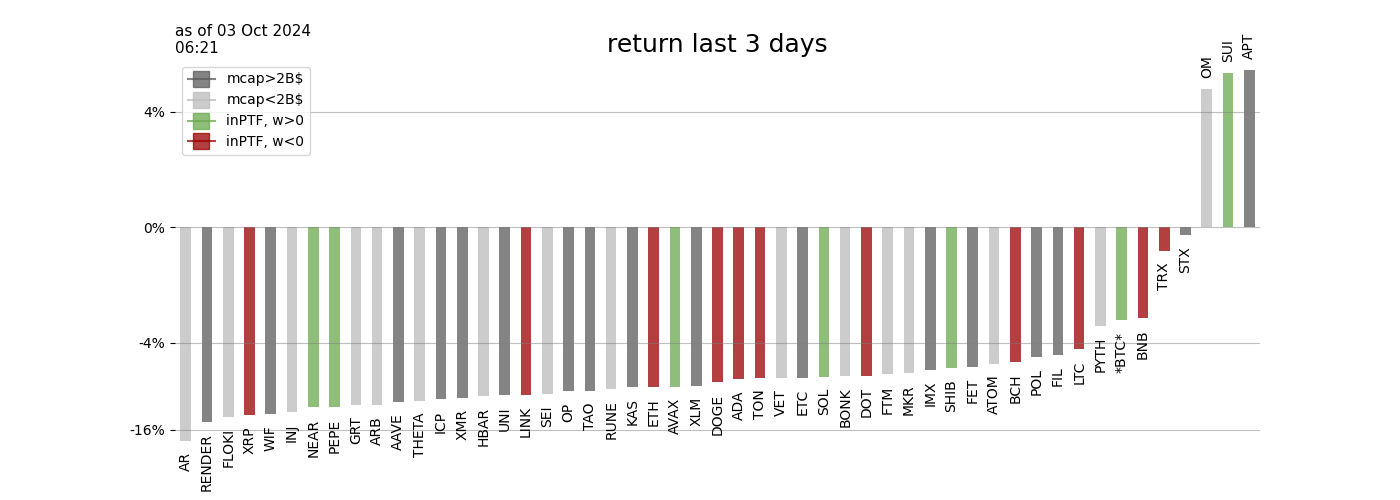 as of 03 Oct 2024
06:21
return last 3 days
mcap>2B$
mcap<2B$
inPTF, w>0
inPTF, w<0
4%
0%
-4%
-16%
AR
RENDER
FLOKI
XRP
WIF
INJ
NEAR
PEPE
GRT
ARB
AAVE
THETA
ICP
XMR
HBAR
UNI
LINK
SEI
OP
TAO
RUNE
KAS
ETH
AVAX
XLM
DOGE
ADA
TON
VET
ETC
SOL
BONK
DOT
FTM
MKR
IMX
SHIB
FET
ATOM
BCH
POL
FIL
LTC
PYTH
*BTC*
BNB
TRX
STX
OM
SUI
APT